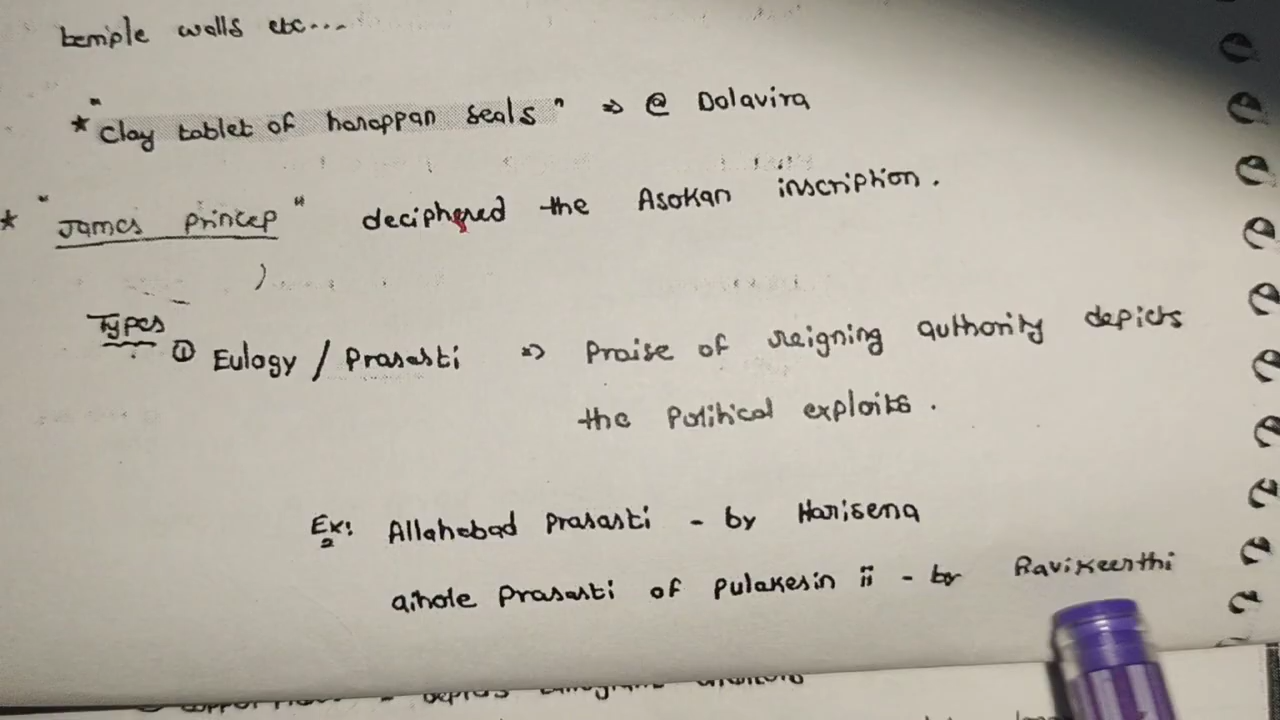 temple walls etc...
* "Clay tablet of harappan seals" ⇒ @ Dolavira
* "James Princep" deciphered the Asokan inscription.
Types
① Eulogy / Prasasti ⇒ Praise of reigning authority depicts
the Political exploits.
Ex: Allahabad Prasasti - by Harisena
aihole Prasasti of Pulakesin ii - by Ravikeerthi